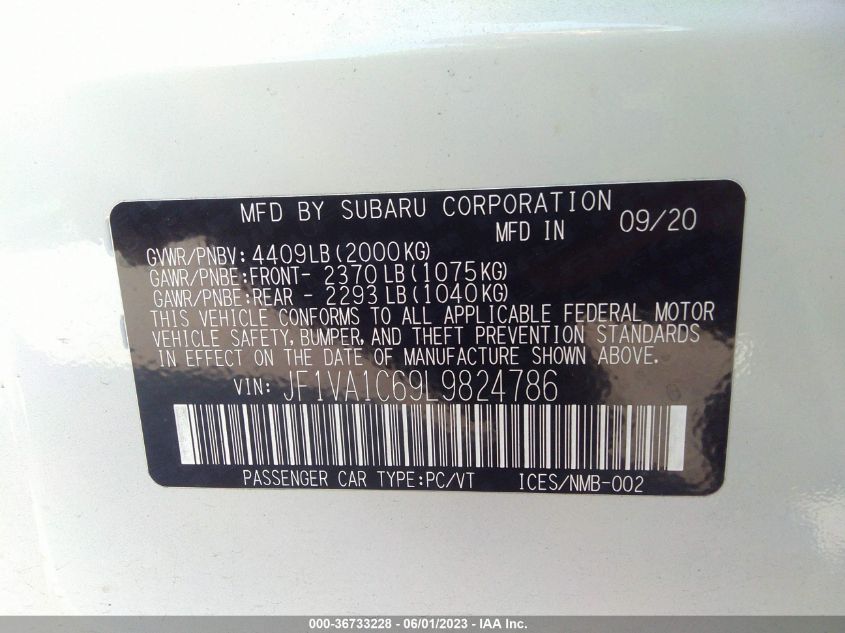 MFD BY SUBARU CORPORATION
MFD IN 09/20
GVWR/PNBV: 4409LB(2000KG)
GAWR/PNBE:FRONT- 2370LB(1075KG)
GAWR/PNBE:REAR - 2293LB(1040KG)
THIS VEHICLE CONFORMS TO ALL APPLICABLE FEDERAL MOTOR
VEHICLE SAFETY, BUMPER, AND THEFT PREVENTION STANDARDS
IN EFFECT ON THE DATE OF MANUFACTURE SHOWN ABOVE.
VIN: JF1VA1C69L9824786
PASSENGER CAR TYPE:PC/VT ICES/NMB-002
000-36733228 - 06/01/2023 - IAA Inc.